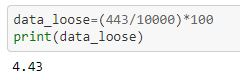 data_loose=(443/10000)*100
print(data_loose)
4.43